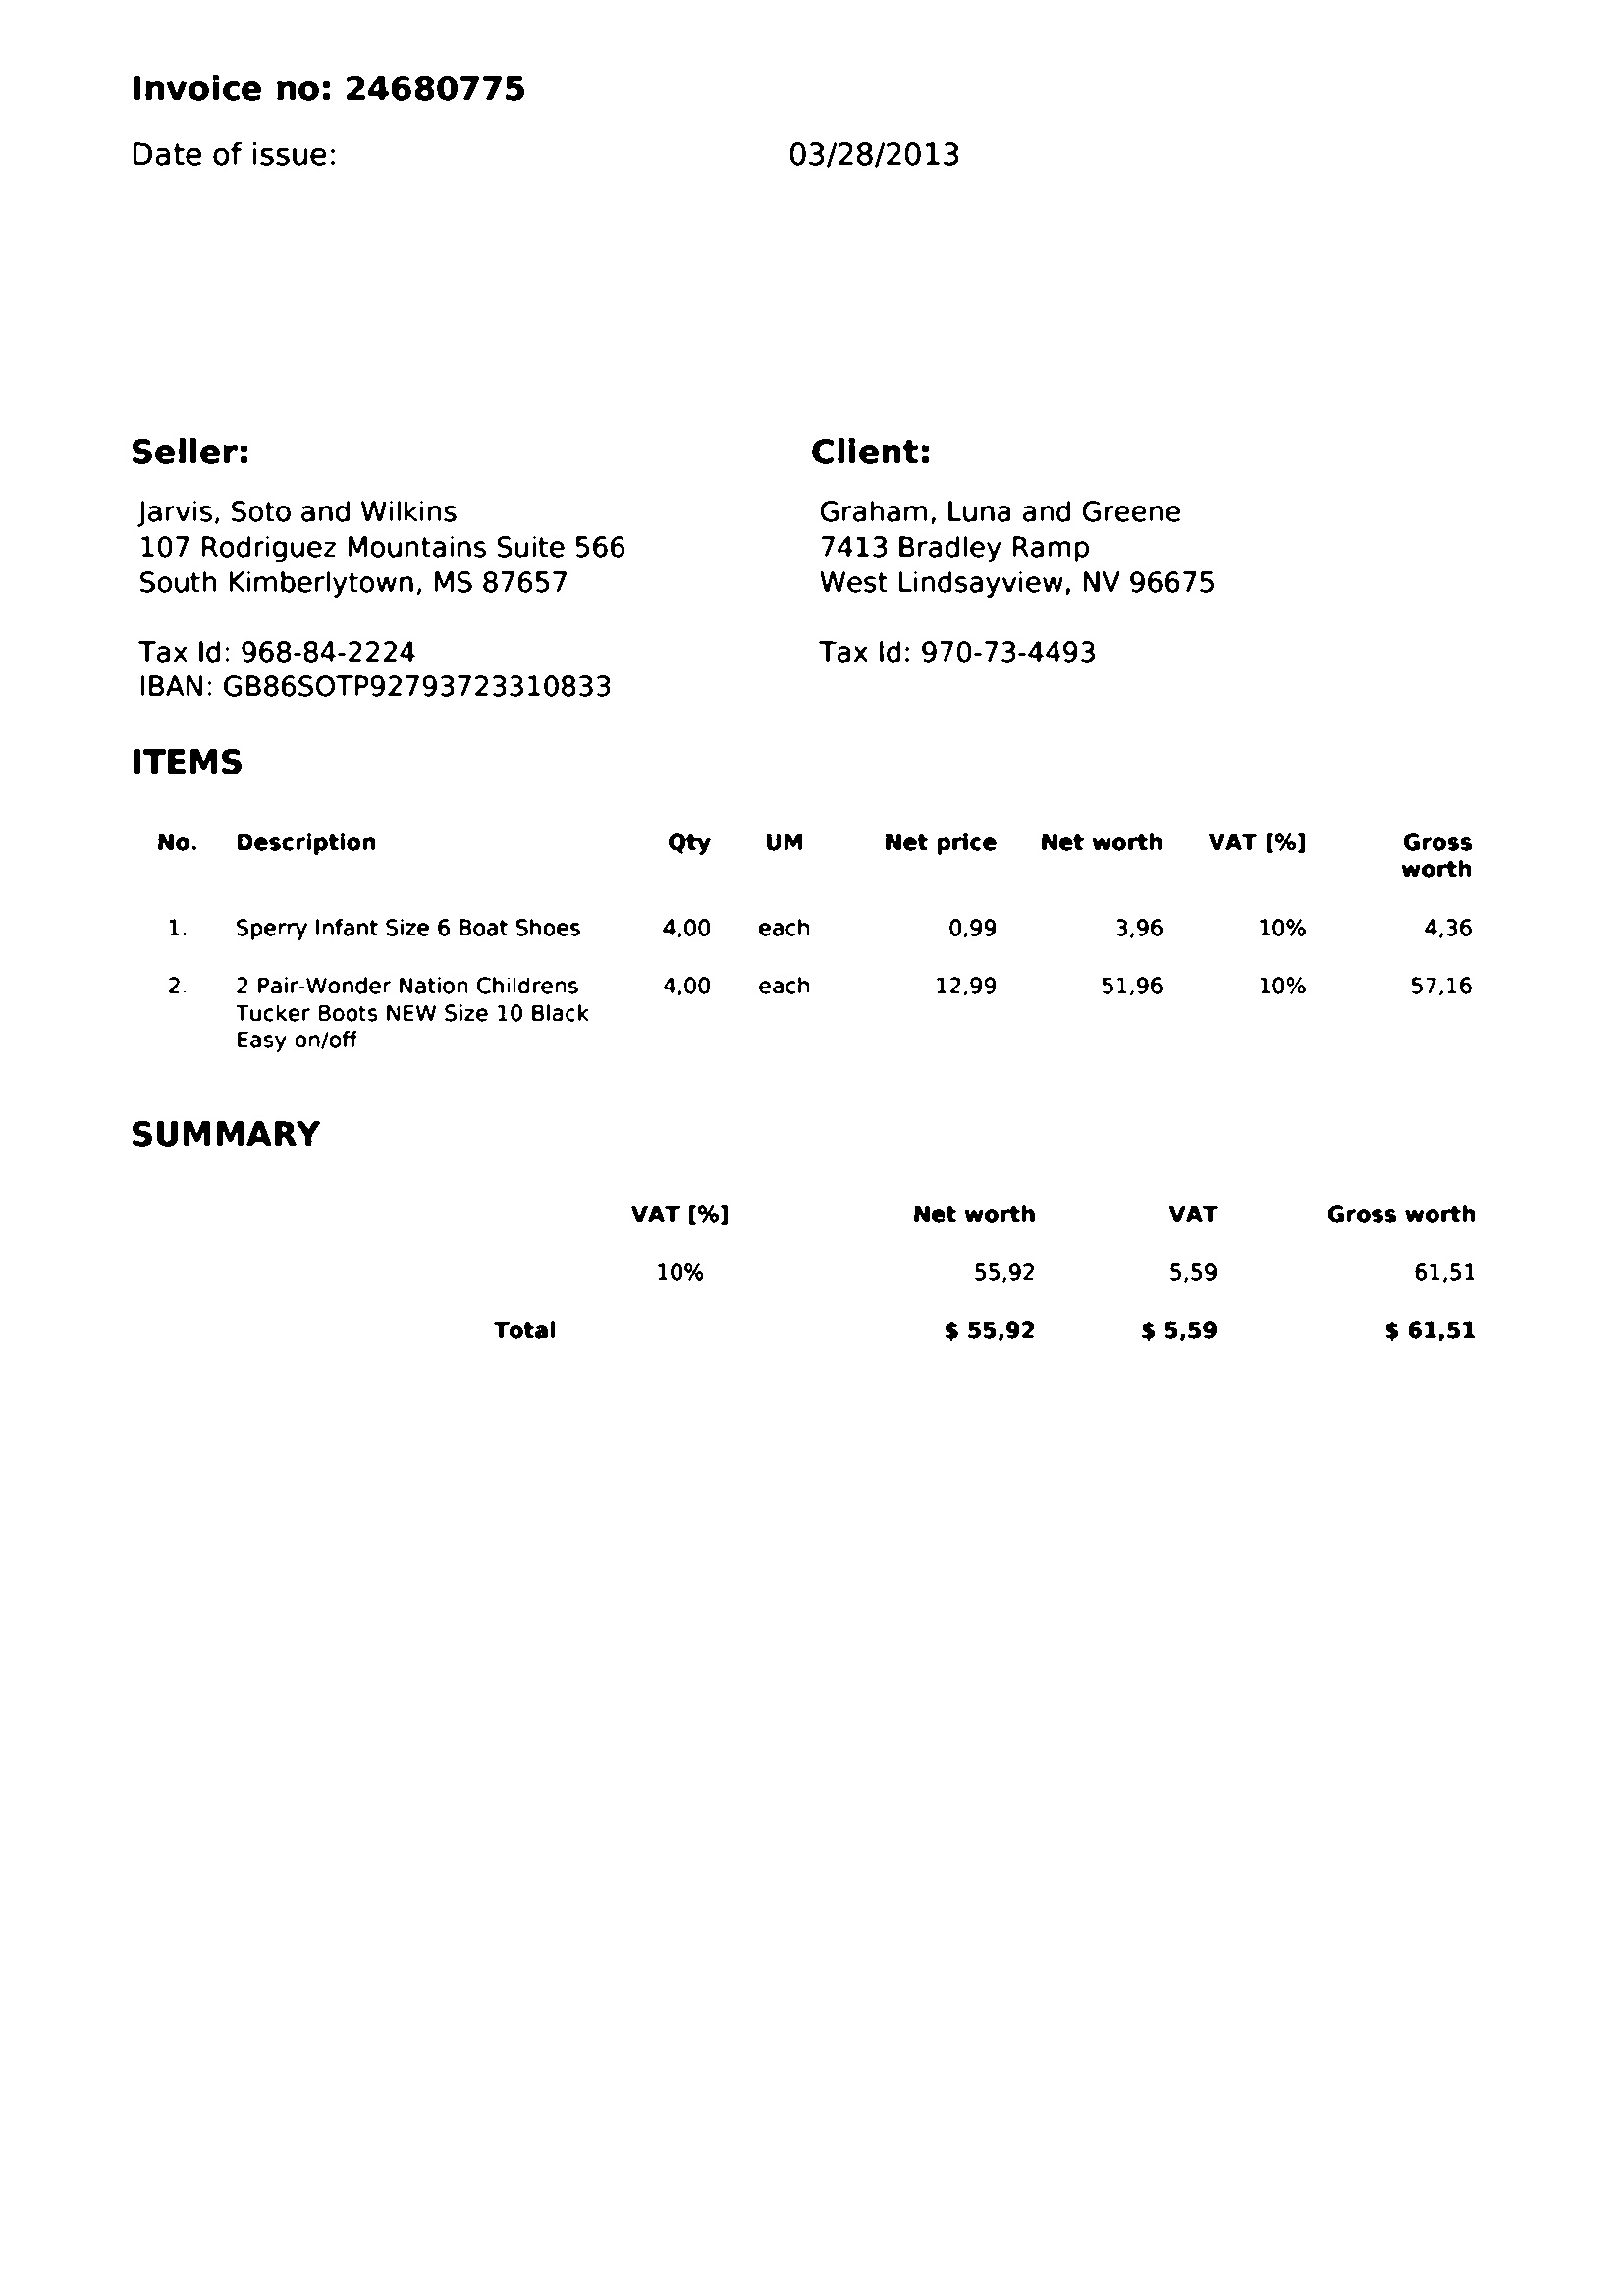 Invoice no: 24680775
Date of issue: 03/28/2013
Seller: Client:
Jarvis, Soto and Wilkins Graham, Luna and Greene
107 Rodriguez Mountains Suite 566 7413 Bradley Ramp
South Kimberlytown, MS 87657 West Lindsayview, NV 96675
Tax Id: 968-84-2224 Tax Id: 970-73-4493
IBAN: GB86SOTP92793723310833
ITEMS
No. Description Qty UM Net price Net worth VAT [%] Gross
worth
1. Sperry Infant Size 6 Boat Shoes 4,00 each 0,99 3,96 10% 4,36
2. 2 Pair-Wonder Nation Childrens 4,00 each 12,99 51,96 10% 57,16
Tucker Boots NEW Size 10 Black
Easy on/off
SUMMARY
VAT [%] Net worth VAT Gross worth
10% 55,92 5,59 61,51
Total $ 55,92 $ 5,59 $ 61,51